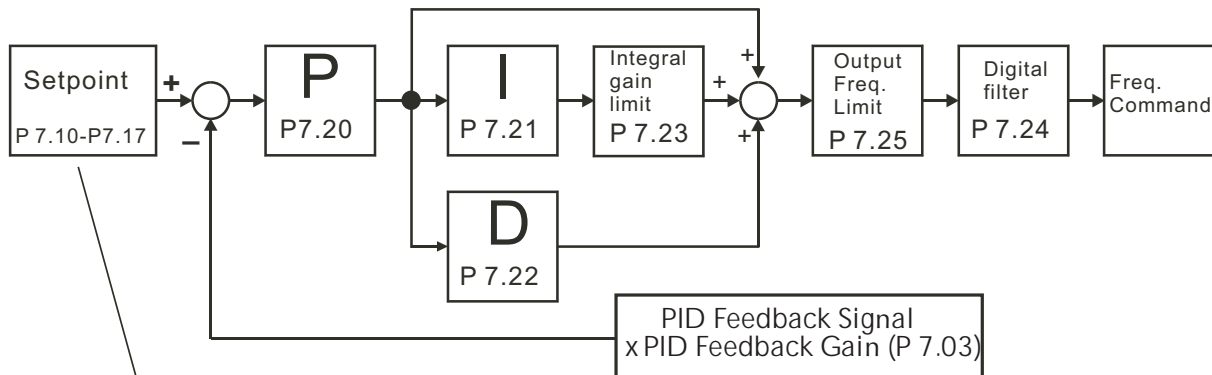 Setpoint
P 7.10-P7.17
+
−
P
P7.20
I
P 7.21
Integral
gain
limit
P 7.23
+
+
+
Output
Freq.
Limit
P 7.25
Digital
filter
P 7.24
Freq.
Command
D
P 7.22
PID Feedback Signal
x PID Feedback Gain (P 7.03)